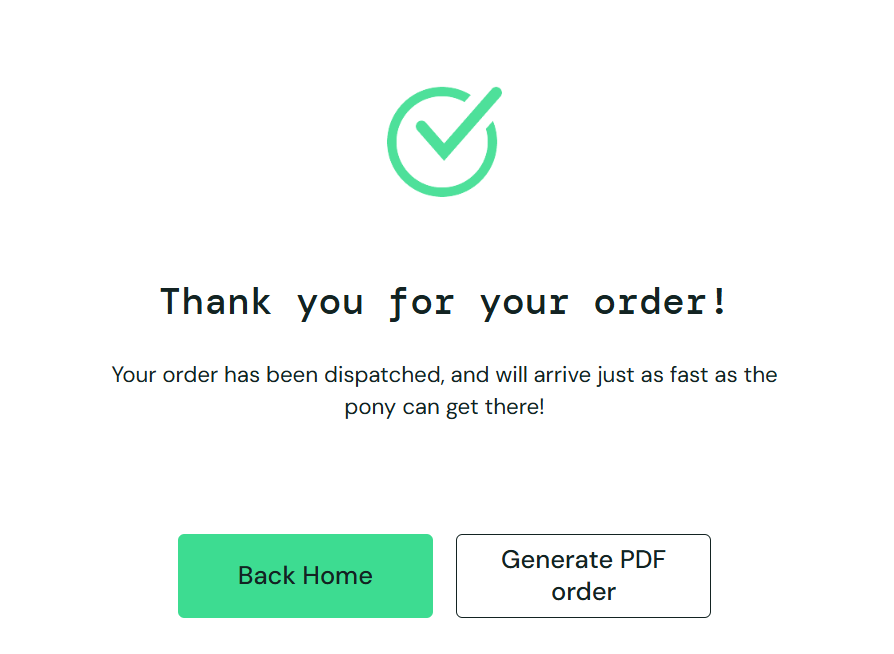 Thank you for your order!
Your order has been dispatched, and will arrive just as fast as the
pony can get there!
Back Home
Generate PDF
order